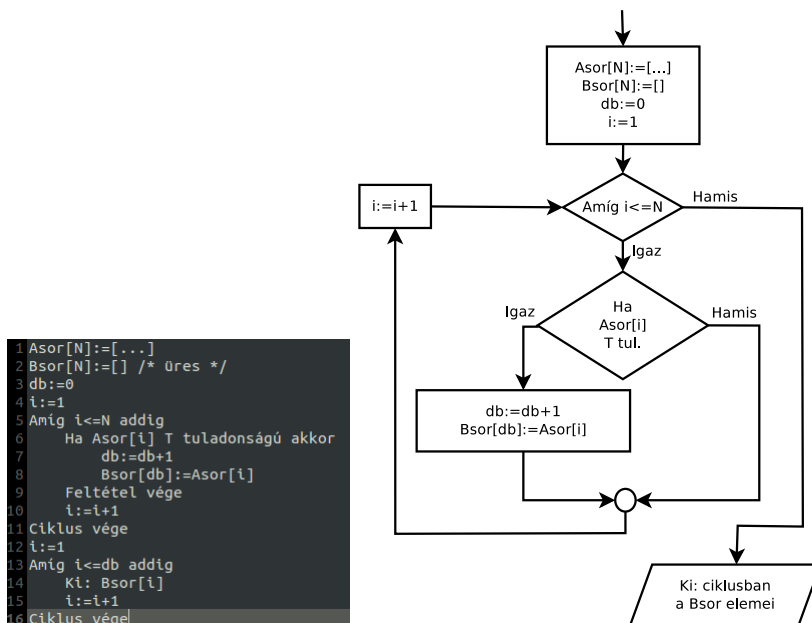 Asor[N]:=[...]
Bsor[N]:=[]
db:=0
i:=1
i:=i+1
Amíg i<=N
Hamis
Igaz
Igaz
Ha
Asor[i]
T tul.
Hamis
db:=db+1
Bsor[db]:=Asor[i]
Ki: ciklusban
a Bsor elemei
1 Asor[N]:=[...]
2 Bsor[N]:=[] /* üres */
3 db:=0
4 i:=1
5 Amíg i<=N addig
6 Ha Asor[i] T tuladonságú akkor
7 db:=db+1
8 Bsor[db]:=Asor[i]
9 Feltétel vége
10 i:=i+1
11 Ciklus vége
12 i:=1
13 Amíg i<=db addig
14 Ki: Bsor[i]
15 i:=i+1
16 Ciklus vége